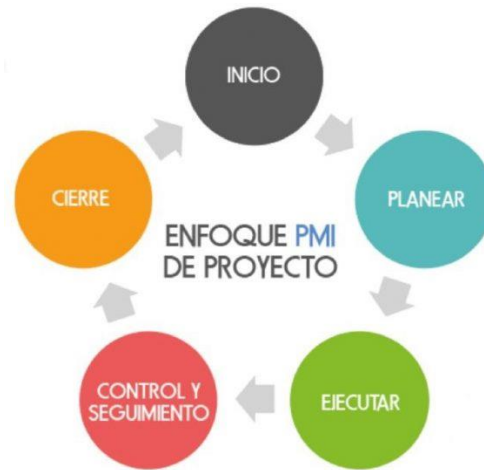 INICIO
PLANEAR
EJECUTAR
CONTROL Y
SEGUIMIENTO
CIERRE
ENFOQUE PMI
DE PROYECTO